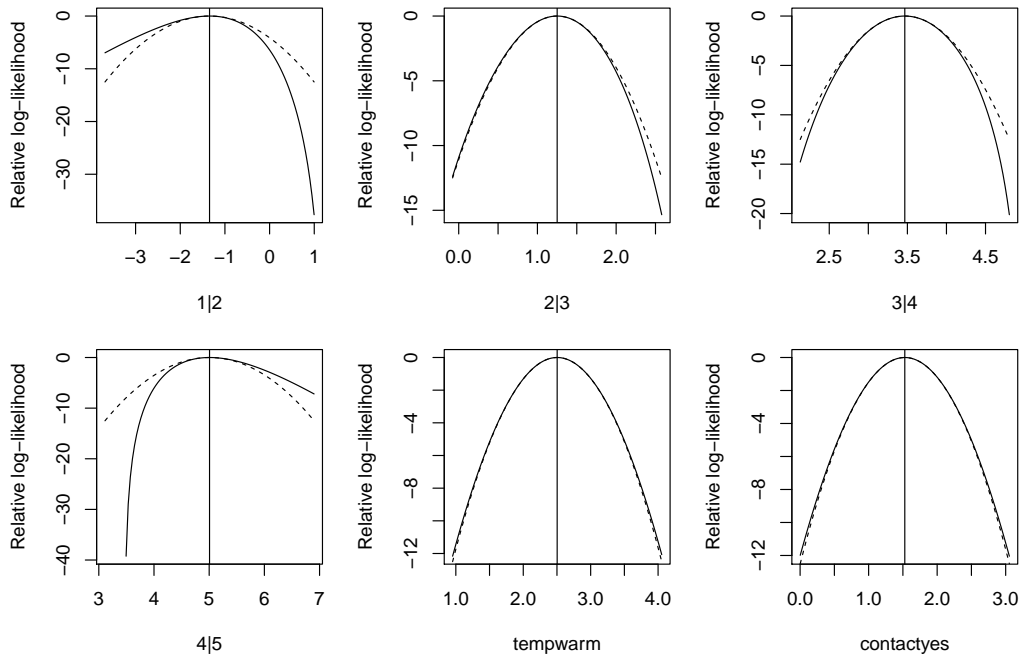 Relative log−likelihood
0
−10
−20
−30
−3 −2 −1 0 1
1|2
Relative log−likelihood
0
−5
−10
−15
0.0 1.0 2.0
2|3
Relative log−likelihood
0
−5
−10
−15
−20
2.5 3.5 4.5
3|4
Relative log−likelihood
0
−10
−20
−30
−40
3 4 5 6 7
4|5
Relative log−likelihood
0
−4
−8
−12
1.0 2.0 3.0 4.0
tempwarm
Relative log−likelihood
0
−4
−8
−12
0.0 1.0 2.0 3.0
contactyes